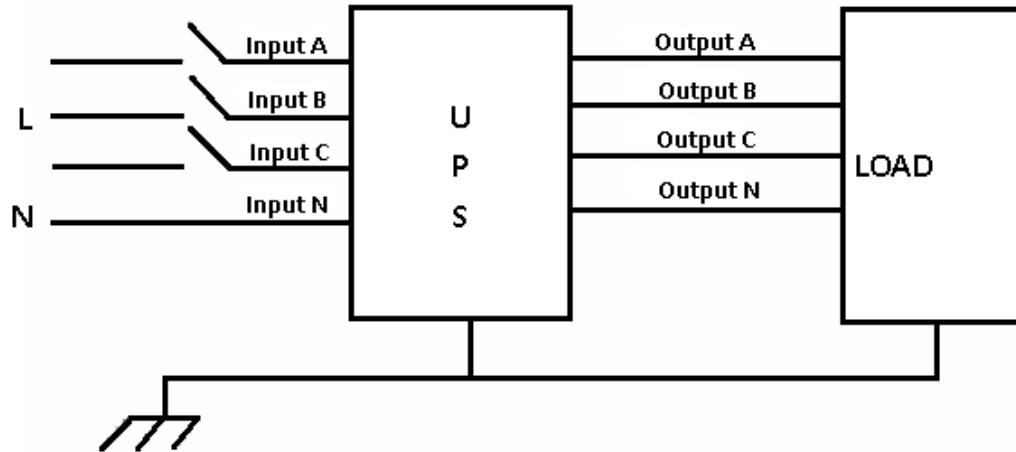 Input A
Input B
Input C
Input N
L
N
U
P
S
Output A
Output B
Output C
Output N
LOAD